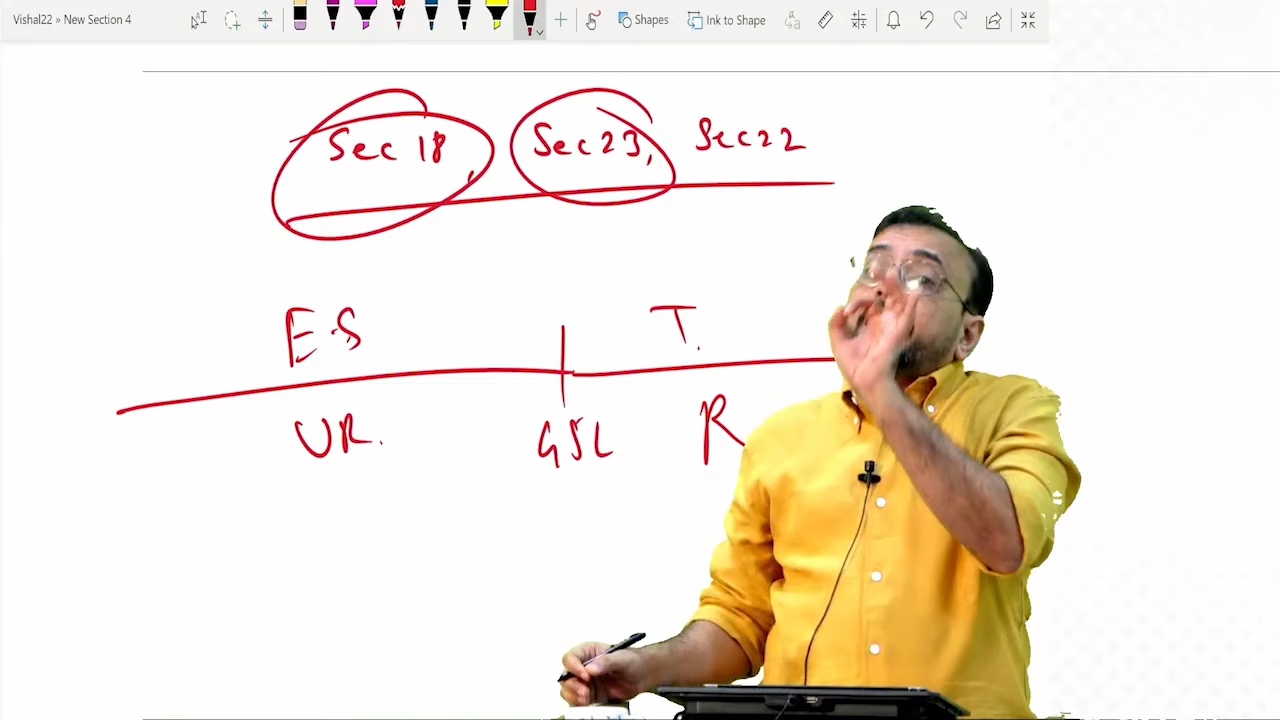 Vishal22 » New Section 4
Shapes
Ink to Shape
Sec 18, Sec 23, Sec 22
E.S T.
UR. GSL R